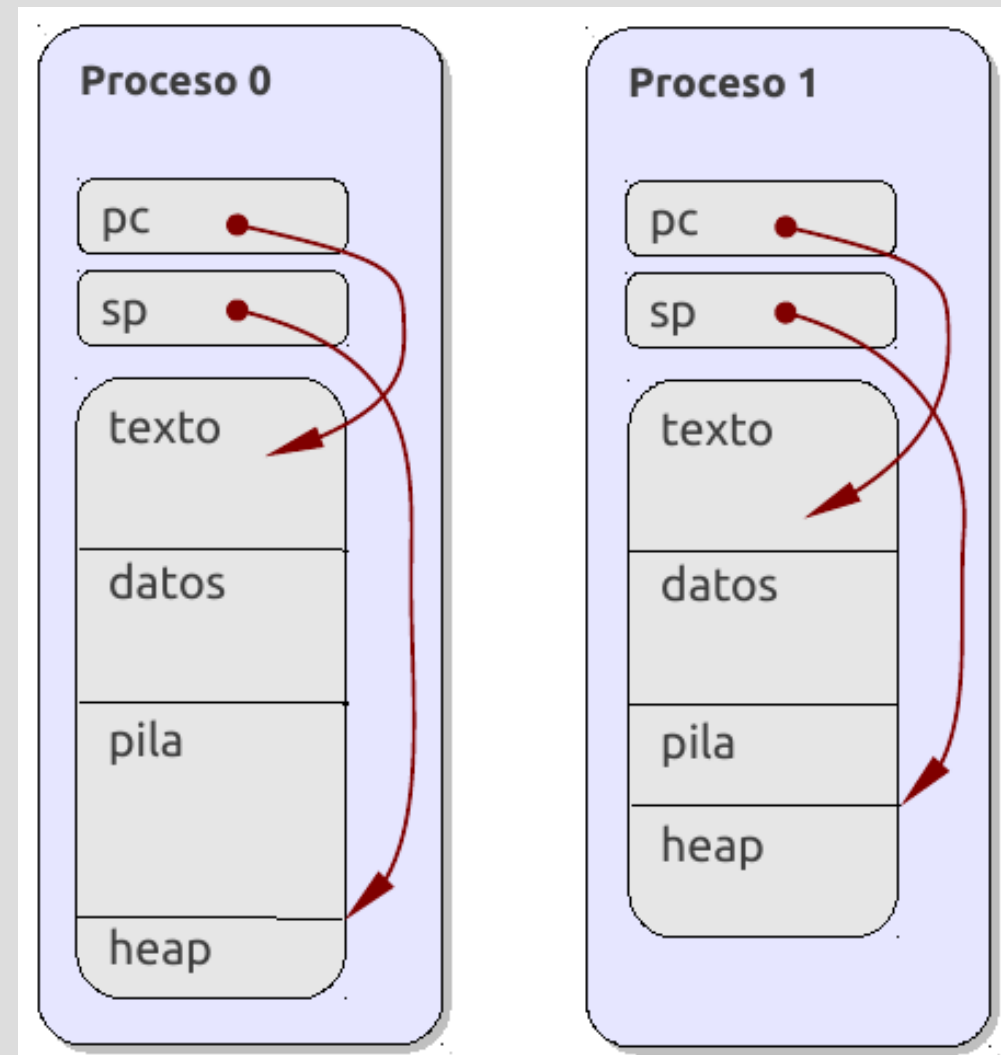 Proceso 0
pc
sp
texto
datos
pila
heap
Proceso 1
pc
sp
texto
datos
pila
heap